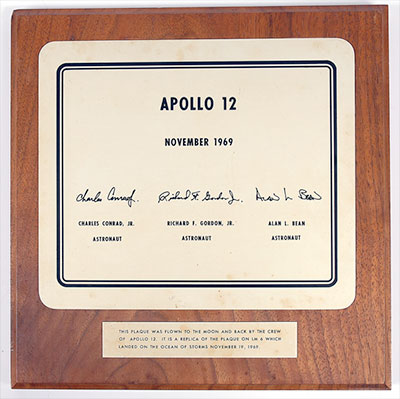 APOLLO 12
NOVEMBER 1969
Charles Conrad Jr. Richard F. Gordon Jr. Alan L. Bean
CHARLES CONRAD, JR. RICHARD F. GORDON, JR. ALAN L. BEAN
ASTRONAUT ASTRONAUT ASTRONAUT
THIS PLAQUE WAS FLOWN TO THE MOON AND BACK BY THE CREW
OF APOLLO 12. IT IS A REPLICA OF THE PLAQUE ON LM 6 WHICH
LANDED ON THE OCEAN OF STORMS NOVEMBER 19, 1969.